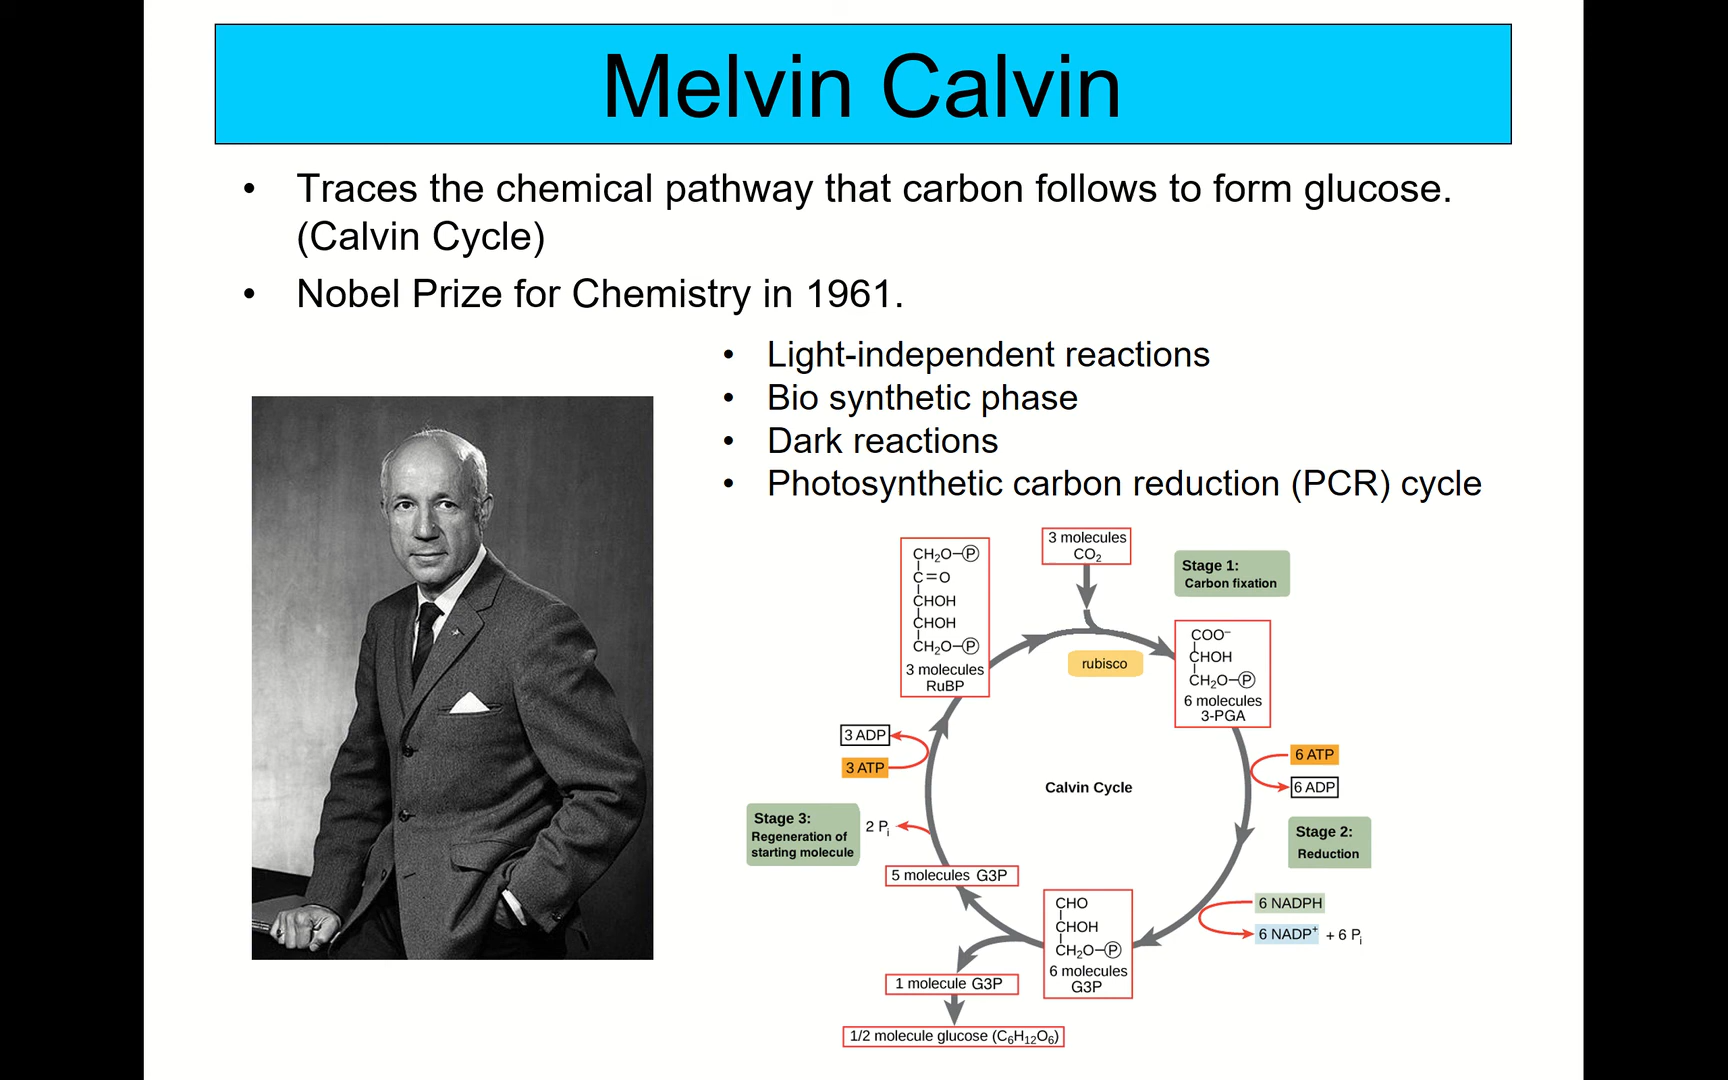 Melvin Calvin
• Traces the chemical pathway that carbon follows to form glucose.
(Calvin Cycle)
• Nobel Prize for Chemistry in 1961.
• Light-independent reactions
• Bio synthetic phase
• Dark reactions
• Photosynthetic carbon reduction (PCR) cycle
CH₂O–Ⓟ
C=O
CHOH
CHOH
CH₂O–Ⓟ
3 molecules
RuBP
3 molecules
CO₂
Stage 1:
Carbon fixation
rubisco
COO⁻
CHOH
CH₂O–Ⓟ
6 molecules
3-PGA
3 ADP
3 ATP
6 ATP
6 ADP
Calvin Cycle
Stage 3:
Regeneration of
starting molecule
2 Pᵢ
Stage 2:
Reduction
5 molecules G3P
6 NADPH
6 NADP⁺ + 6 Pᵢ
CHO
CHOH
CH₂O–Ⓟ
6 molecules
G3P
1 molecule G3P
1/2 molecule glucose (C₆H₁₂O₆)